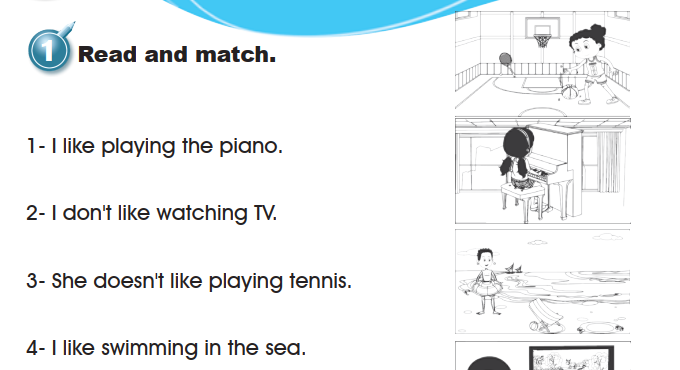 1 Read and match.
1- I like playing the piano.
2- I don't like watching TV.
3- She doesn't like playing tennis.
4- I like swimming in the sea.